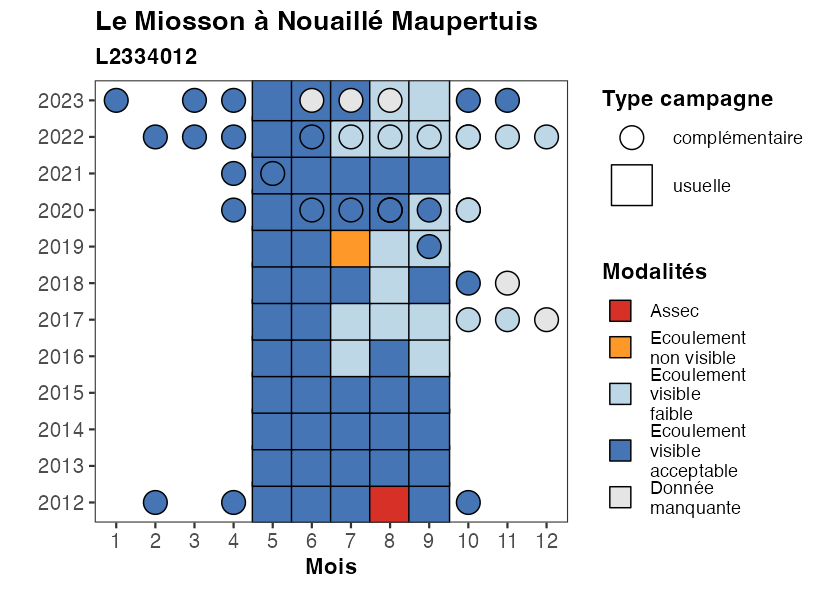 Le Miosson à Nouaillé Maupertuis
L2334012
2023
2022
2021
2020
2019
2018
2017
2016
2015
2014
2013
2012
1 2 3 4 5 6 7 8 9 10 11 12
Mois
Type campagne
complémentaire
usuelle
Modalités
Assec
Ecoulement
non visible
Ecoulement
visible
faible
Ecoulement
visible
acceptable
Donnée
manquante